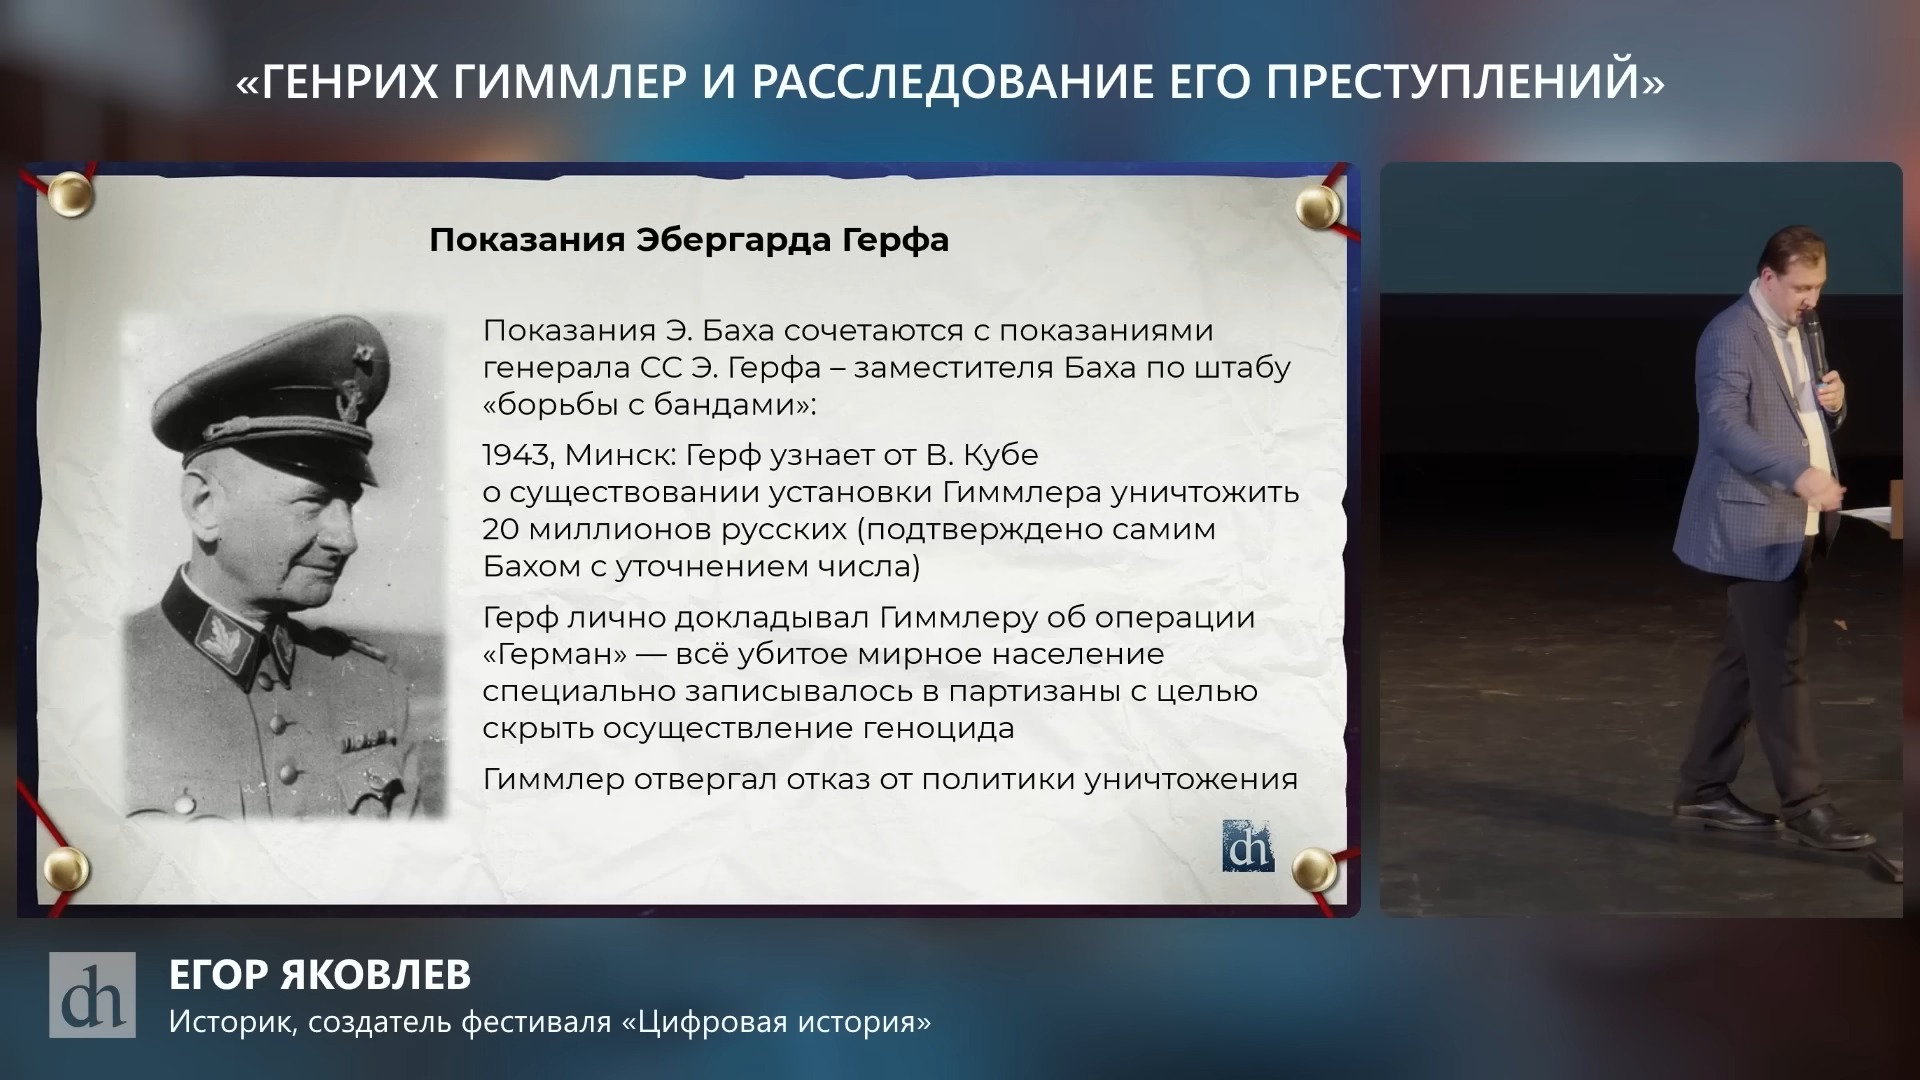 «ГЕНРИХ ГИММЛЕР И РАССЛЕДОВАНИЕ ЕГО ПРЕСТУПЛЕНИЙ»
Показания Эбергарда Герфа
Показания Э. Баха сочетаются с показаниями
генерала СС Э. Герфа – заместителя Баха по штабу
«борьбы с бандами»:
1943, Минск: Герф узнает от В. Кубе
о существовании установки Гиммлера уничтожить
20 миллионов русских (подтверждено самим
Бахом с уточнением числа)
Герф лично докладывал Гиммлеру об операции
«Герман» — всё убитое мирное население
специально записывалось в партизаны с целью
скрыть осуществление геноцида
Гиммлер отвергал отказ от политики уничтожения
dh
dh
ЕГОР ЯКОВЛЕВ
Историк, создатель фестиваля «Цифровая история»